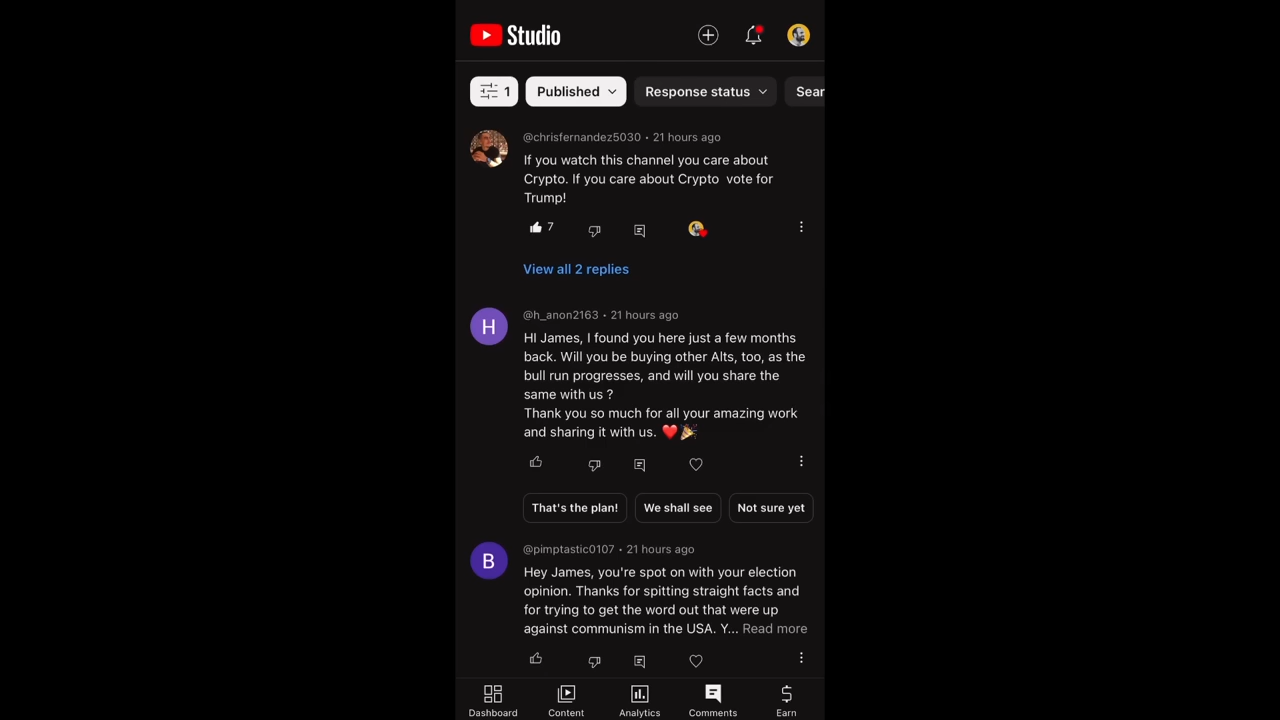 Studio
1 Published Response status Sear
@chrisfernandez5030 • 21 hours ago
If you watch this channel you care about
Crypto. If you care about Crypto vote for
Trump!
7
View all 2 replies
H
@h_anon2163 • 21 hours ago
HI James, I found you here just a few months
back. Will you be buying other Alts, too, as the
bull run progresses, and will you share the
same with us ?
Thank you so much for all your amazing work
and sharing it with us. ❤️🎉
That's the plan! We shall see Not sure yet
B
@pimptastic0107 • 21 hours ago
Hey James, you're spot on with your election
opinion. Thanks for spitting straight facts and
for trying to get the word out that were up
against communism in the USA. Y... Read more
Dashboard Content Analytics Comments Earn